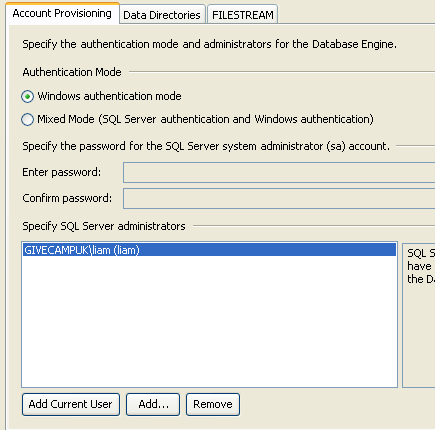 Account Provisioning Data Directories FILESTREAM
Specify the authentication mode and administrators for the Database Engine.
Authentication Mode
Windows authentication mode
Mixed Mode (SQL Server authentication and Windows authentication)
Specify the password for the SQL Server system administrator (sa) account.
Enter password:
Confirm password:
Specify SQL Server administrators
GIVECAMPUK\liam (liam)
SQL S
have
the D
Add Current User Add... Remove